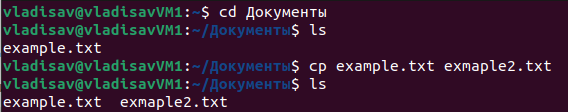 vladisav@vladisavVM1:~$ cd Документы
vladisav@vladisavVM1:~/Документы$ ls
example.txt
vladisav@vladisavVM1:~/Документы$ cp example.txt exmaple2.txt
vladisav@vladisavVM1:~/Документы$ ls
example.txt  exmaple2.txt